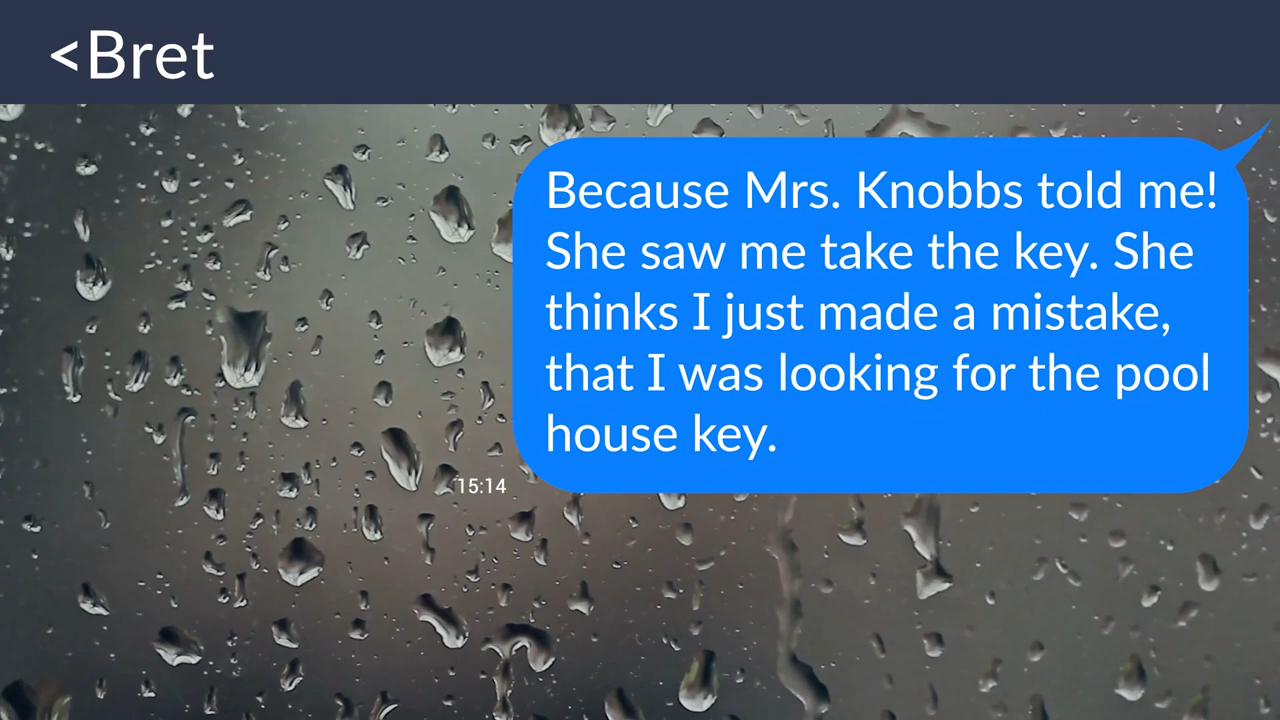 <Bret
Because Mrs. Knobbs told me!
She saw me take the key. She
thinks I just made a mistake,
that I was looking for the pool
house key.
15:14